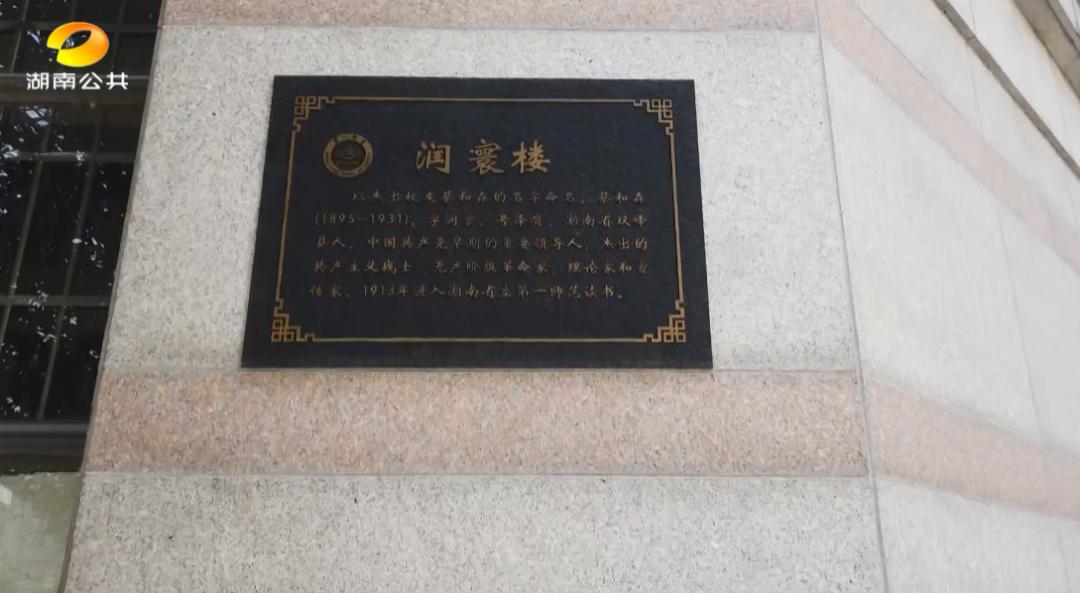 湖南公共
润寰楼
以杰出校友蔡和森的名字命名。蔡和森
(1895-1931),字润寰,号泽膺,湖南省双峰
县人。中国共产党早期的重要领导人,杰出的
共产主义战士、无产阶级革命家、理论家和宣
传家。1913年进入湖南省立第一师范读书。